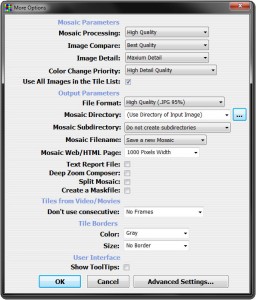 More Options
Mosaic Parameters
Mosaic Processing: High Quality
Image Compare: Best Quality
Image Detail: Maximum Detail
Color Change Priority: High Detail Quality
Use All Images in the Tile List:
Output Parameters
File Format: High Quality (.JPG 95%)
Mosaic Directory: (Use Directory of Input Image) ...
Mosaic Subdirectory: Do not create subdirectories
Mosaic Filename: Save a new Mosaic
Mosaic Web/HTML Page: 1000 Pixels Width
Text Report File:
Deep Zoom Composer:
Split Mosaic:
Create a Maskfile:
Tiles from Video/Movies
Don't use consecutive: No Frames
Tile Borders
Color: Gray
Size: No Border
User Interface
Show ToolTips:
OK Cancel Advanced Settings...